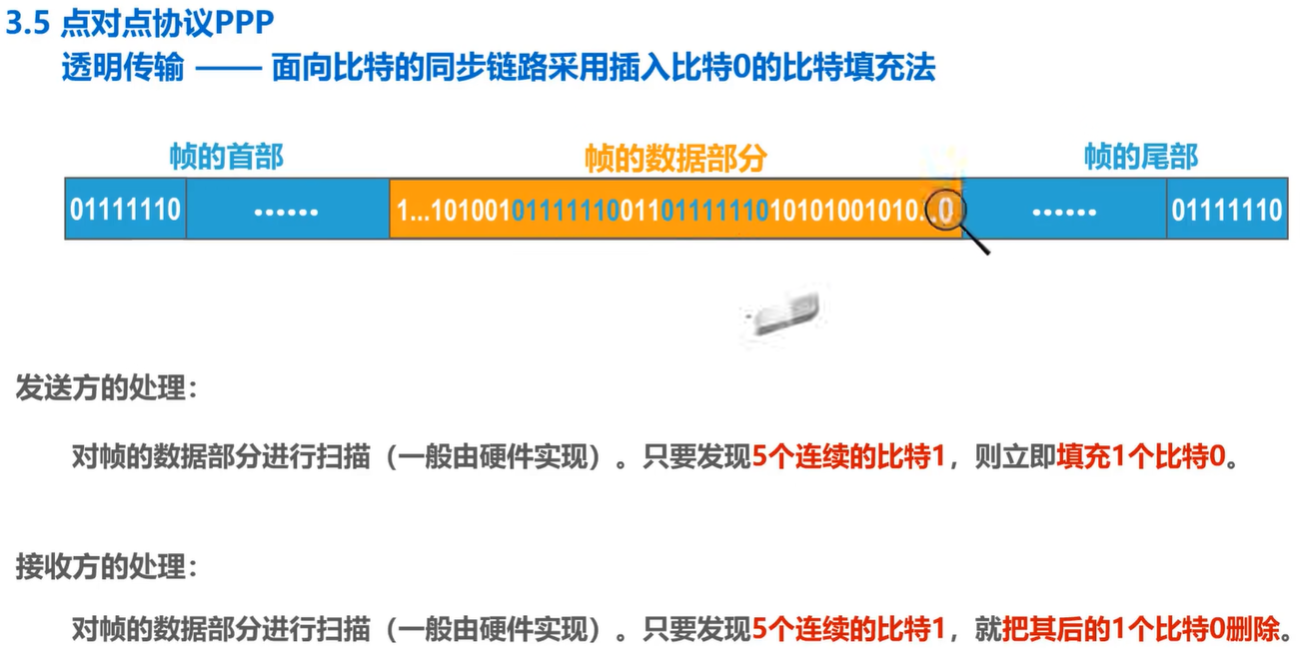 3.5 点对点协议PPP
透明传输 —— 面向比特的同步链路采用插入比特0的比特填充法
帧的首部 帧的数据部分 帧的尾部
01111110 …… 1...10100101111111001101111111010101001010...0 …… 01111110
发送方的处理：
对帧的数据部分进行扫描（一般由硬件实现）。只要发现5个连续的比特1，则立即填充1个比特0。
接收方的处理：
对帧的数据部分进行扫描（一般由硬件实现）。只要发现5个连续的比特1，就把其后的1个比特0删除。